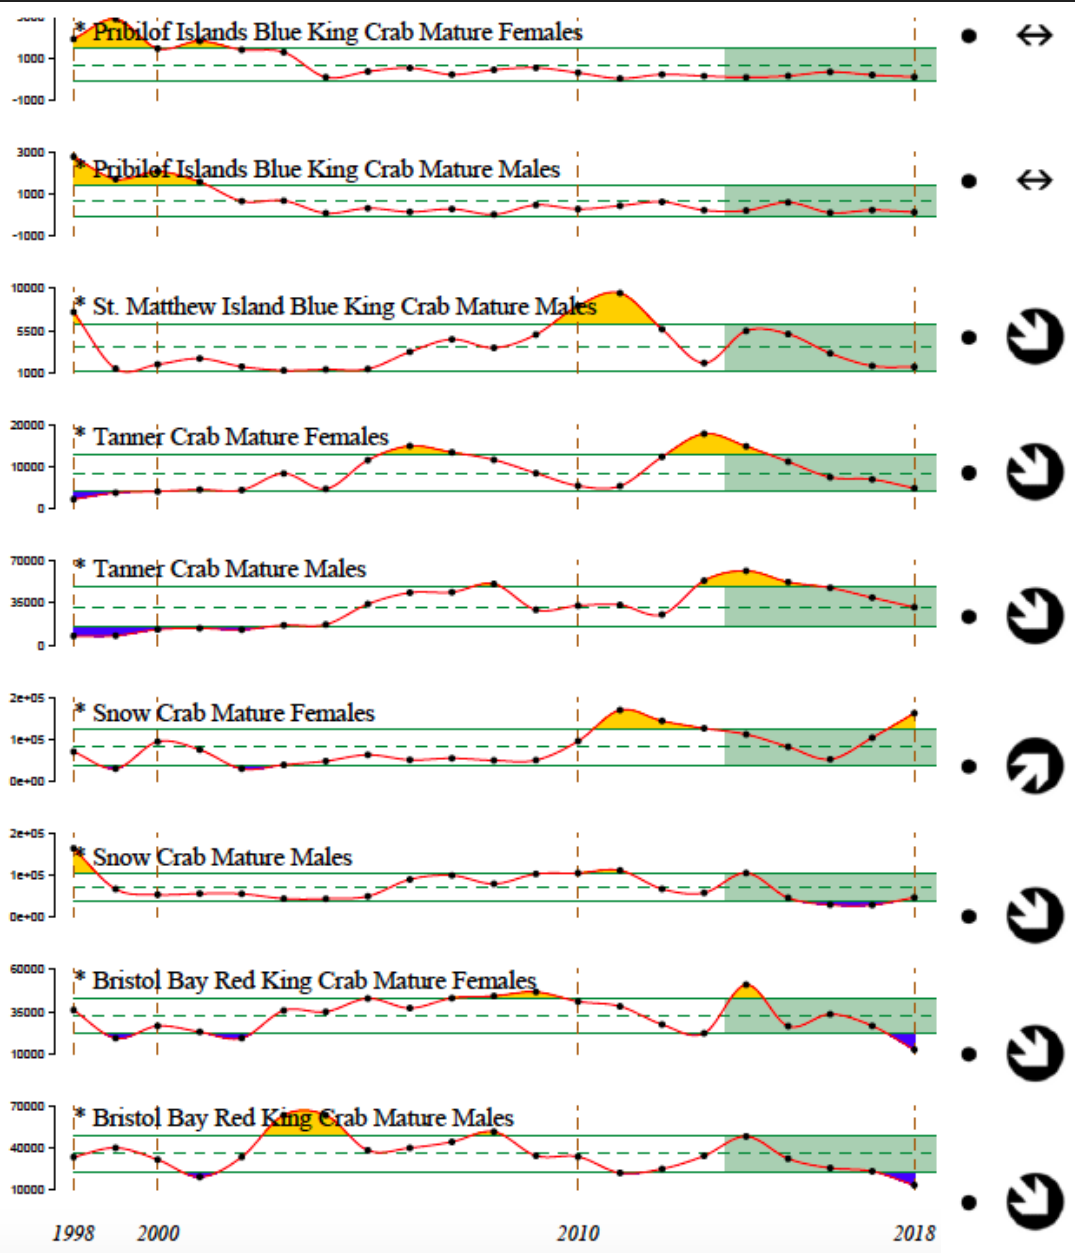 3000
* Pribilof Islands Blue King Crab Mature Females
1000
-1000
3000
* Pribilof Islands Blue King Crab Mature Males
1000
-1000
10000
* St. Matthew Island Blue King Crab Mature Males
5500
1000
20000
* Tanner Crab Mature Females
10000
0
70000
* Tanner Crab Mature Males
35000
0
2e+05
* Snow Crab Mature Females
1e+05
0e+00
2e+05
* Snow Crab Mature Males
1e+05
0e+00
60000
* Bristol Bay Red King Crab Mature Females
35000
10000
70000
* Bristol Bay Red King Crab Mature Males
40000
10000
1998 2000 2010 2018